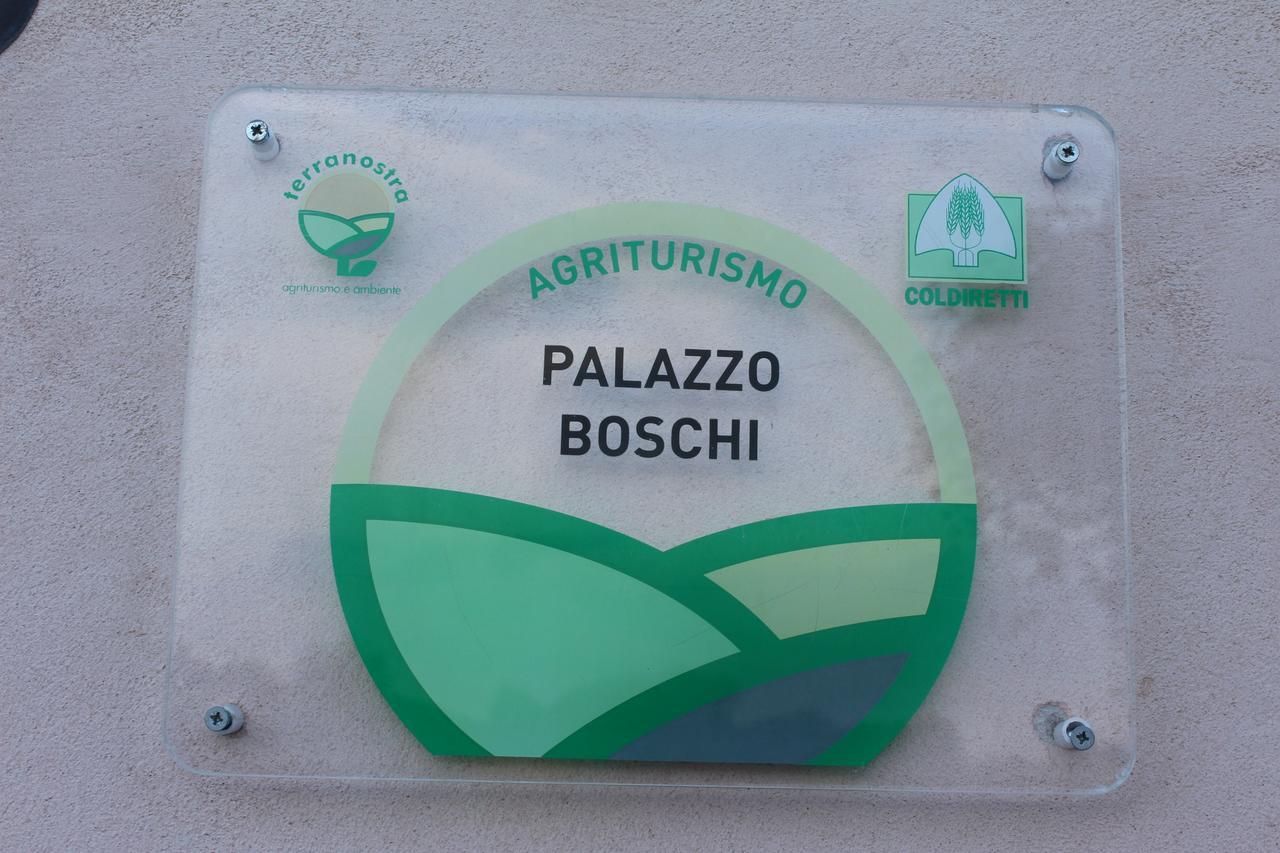 terranostra
agriturismo e ambiente
COLDIRETTI
AGRITURISMO
PALAZZO
BOSCHI